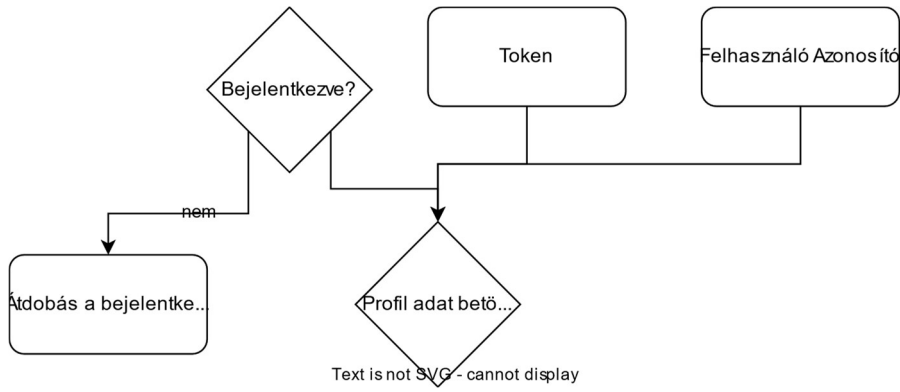 Bejelentkezve?
Token
Felhasználó Azonosító
nem
Átdobás a bejelentke...
Profil adat betö...
Text is not SVG - cannot display